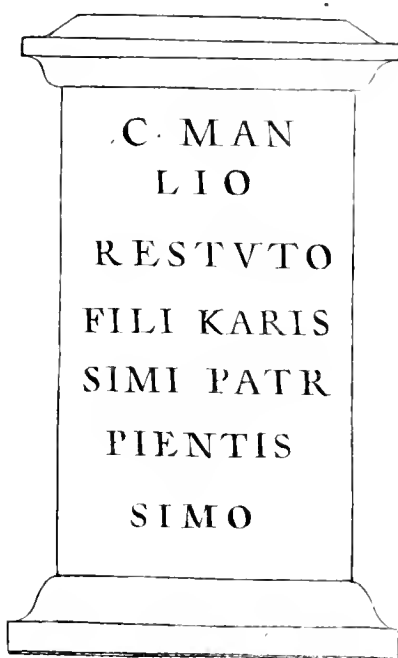 C· MAN
LIO
RESTVTO
FILI KARIS
SIMI PATR
PIENTIS
SIMO